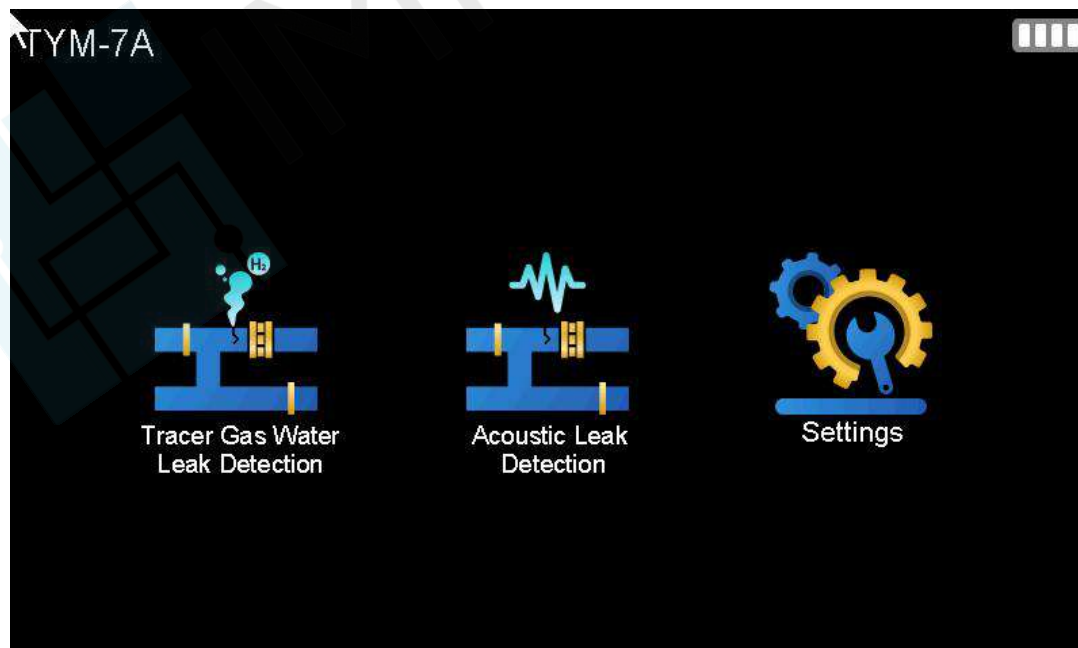 TYM-7A
H₂
Tracer Gas Water
Leak Detection
Acoustic Leak
Detection
Settings